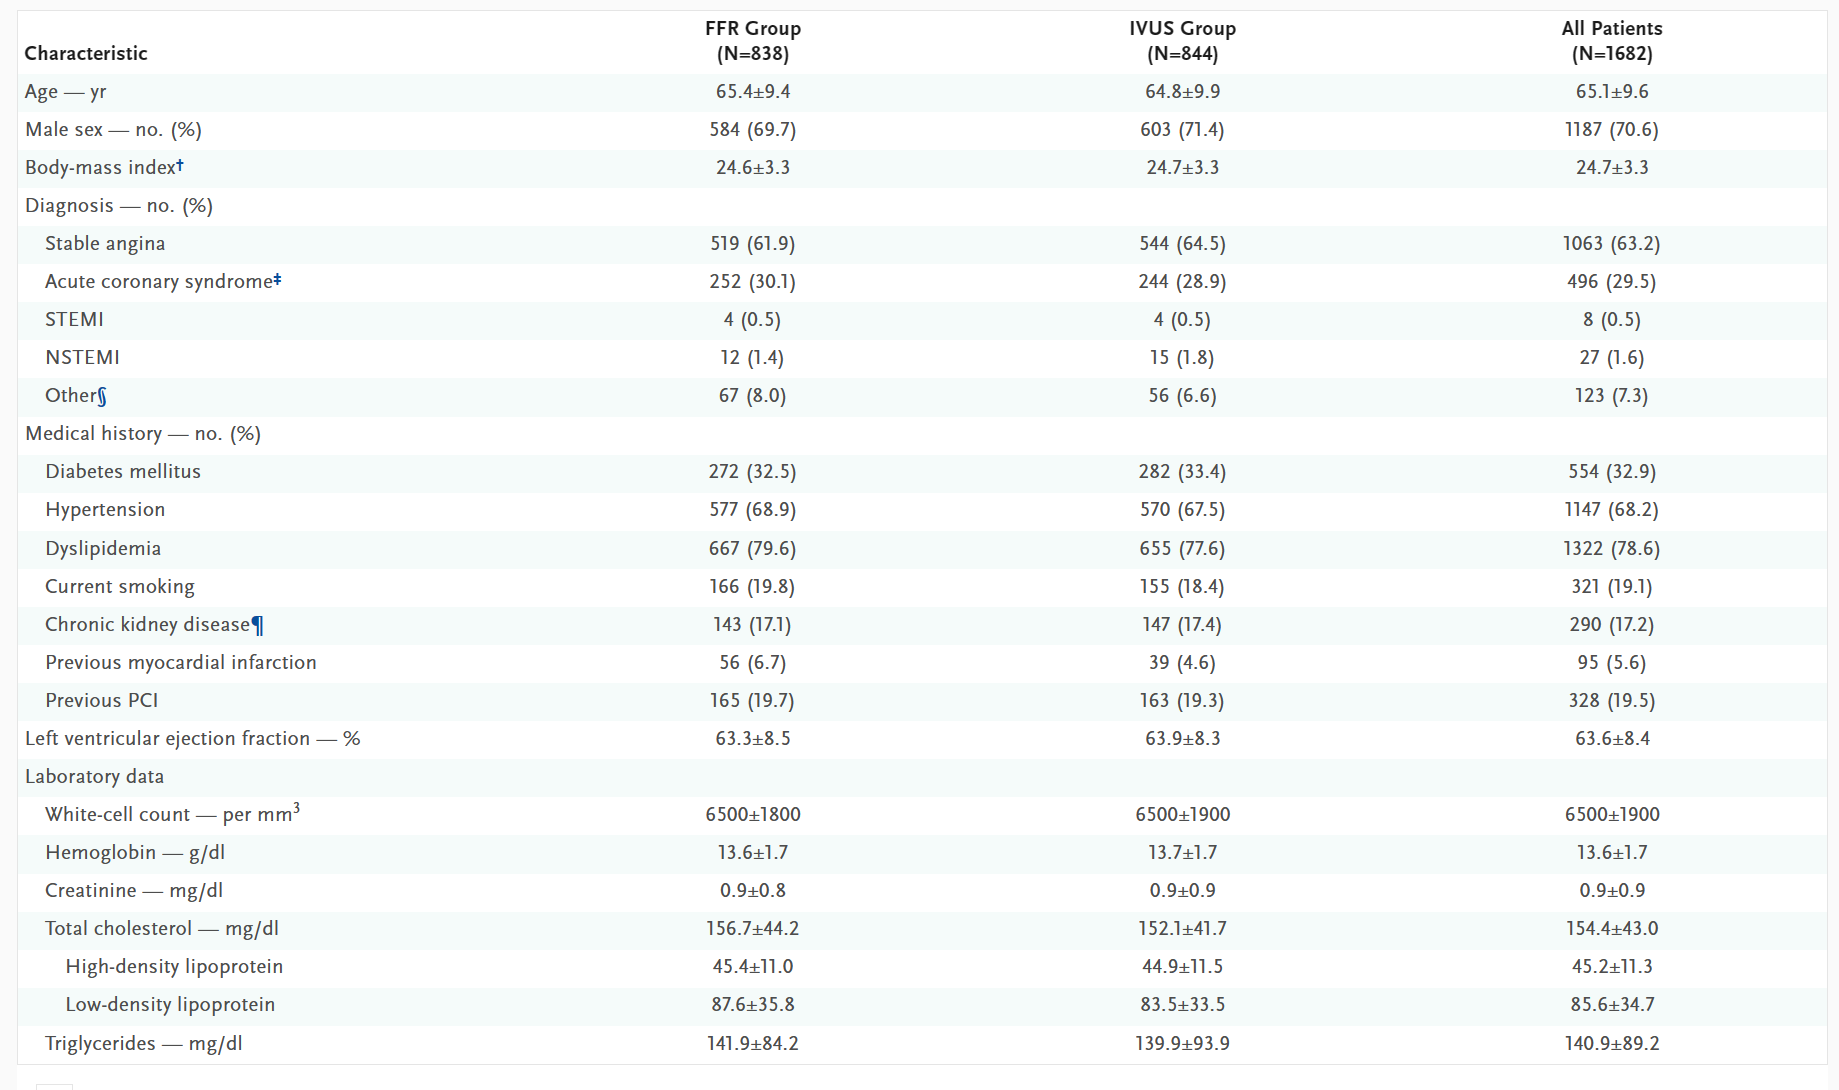 Characteristic FFR Group (N=838) IVUS Group (N=844) All Patients (N=1682)
Age — yr 65.4±9.4 64.8±9.9 65.1±9.6
Male sex — no. (%) 584 (69.7) 603 (71.4) 1187 (70.6)
Body-mass index† 24.6±3.3 24.7±3.3 24.7±3.3
Diagnosis — no. (%)
Stable angina 519 (61.9) 544 (64.5) 1063 (63.2)
Acute coronary syndrome‡ 252 (30.1) 244 (28.9) 496 (29.5)
STEMI 4 (0.5) 4 (0.5) 8 (0.5)
NSTEMI 12 (1.4) 15 (1.8) 27 (1.6)
Other§ 67 (8.0) 56 (6.6) 123 (7.3)
Medical history — no. (%)
Diabetes mellitus 272 (32.5) 282 (33.4) 554 (32.9)
Hypertension 577 (68.9) 570 (67.5) 1147 (68.2)
Dyslipidemia 667 (79.6) 655 (77.6) 1322 (78.6)
Current smoking 166 (19.8) 155 (18.4) 321 (19.1)
Chronic kidney disease¶ 143 (17.1) 147 (17.4) 290 (17.2)
Previous myocardial infarction 56 (6.7) 39 (4.6) 95 (5.6)
Previous PCI 165 (19.7) 163 (19.3) 328 (19.5)
Left ventricular ejection fraction — % 63.3±8.5 63.9±8.3 63.6±8.4
Laboratory data
White-cell count — per mm³ 6500±1800 6500±1900 6500±1900
Hemoglobin — g/dl 13.6±1.7 13.7±1.7 13.6±1.7
Creatinine — mg/dl 0.9±0.8 0.9±0.9 0.9±0.9
Total cholesterol — mg/dl 156.7±44.2 152.1±41.7 154.4±43.0
High-density lipoprotein 45.4±11.0 44.9±11.5 45.2±11.3
Low-density lipoprotein 87.6±35.8 83.5±33.5 85.6±34.7
Triglycerides — mg/dl 141.9±84.2 139.9±93.9 140.9±89.2